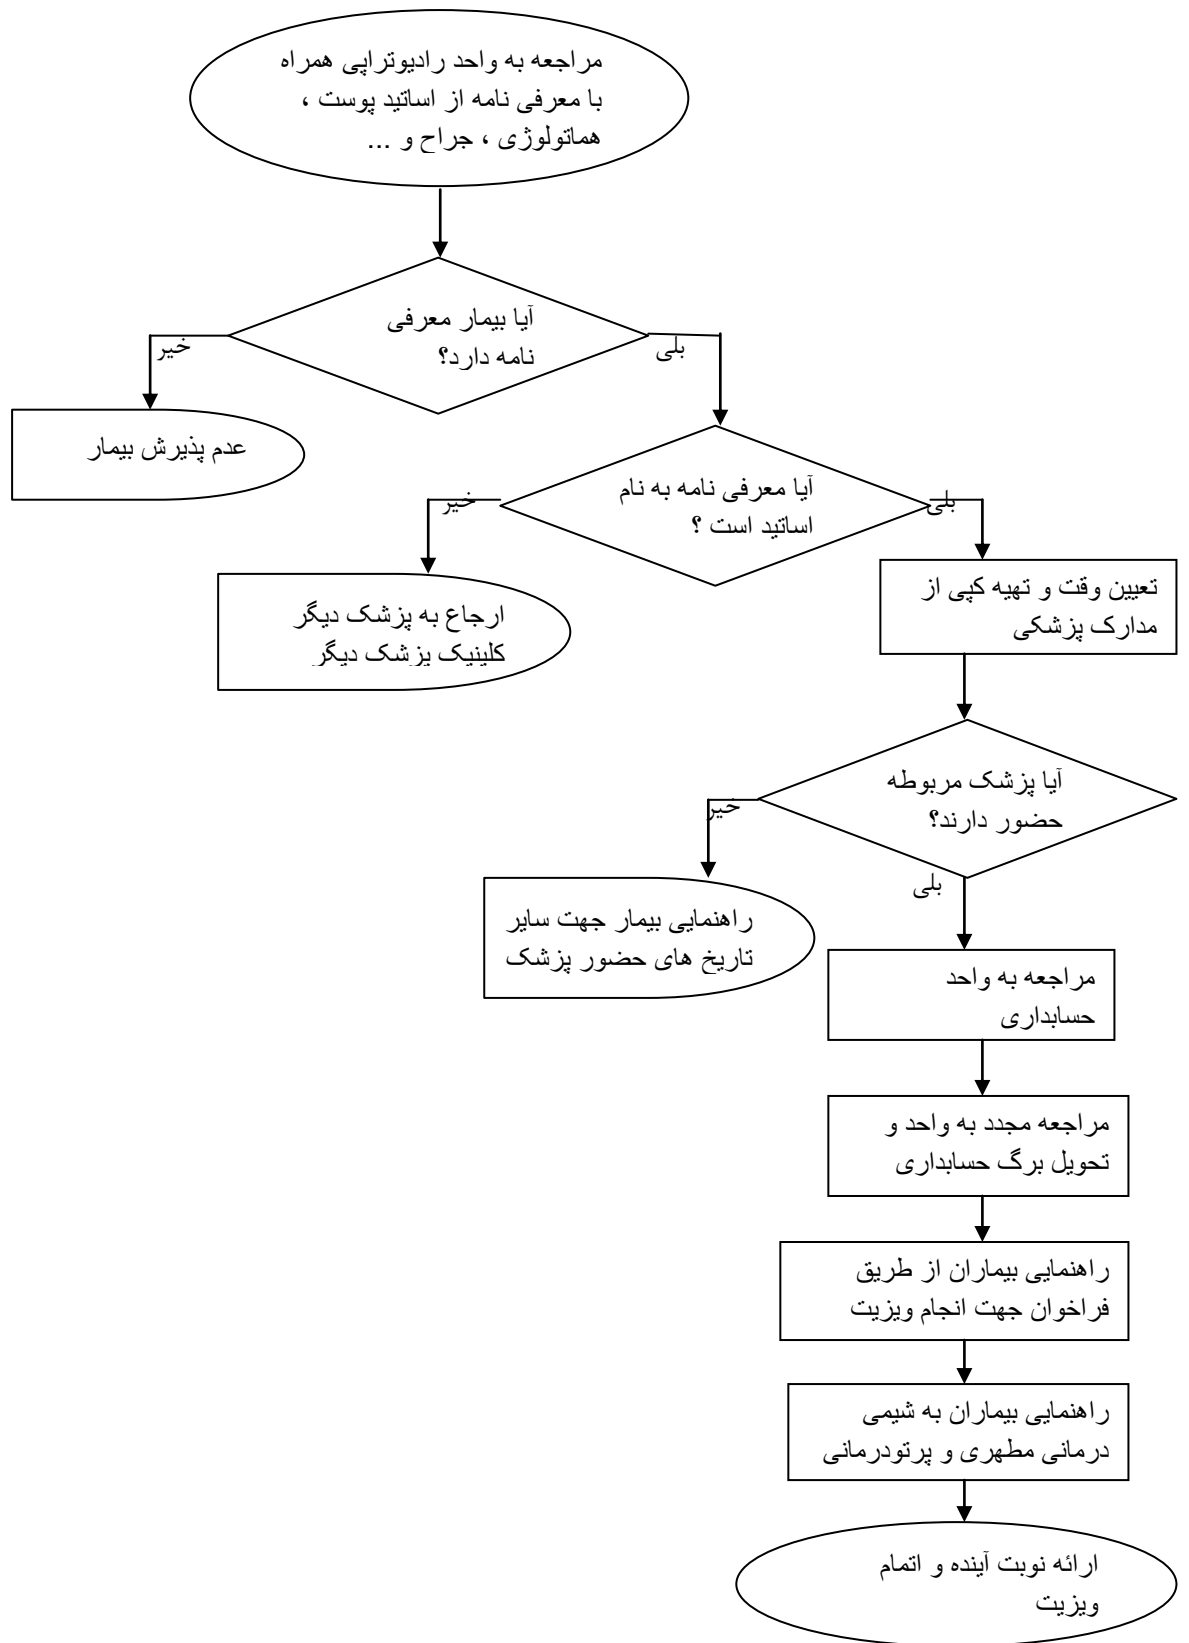 مراجعه به واحد رادیوتراپی همراه
با معرفی نامه از اساتید پوست ،
هماتولوژی ، جراح و ...
آیا بیمار معرفی
نامه دارد؟
خیر
بلی
عدم پذیرش بیمار
آیا معرفی نامه به نام
اساتید است ؟
خیر
بلی
ارجاع به پزشک دیگر
کلینیک پزشک دیگر
تعیین وقت و تهیه کپی از
مدارک پزشکی
آیا پزشک مربوطه
حضور دارند؟
خیر
بلی
راهنمایی بیمار جهت سایر
تاریخ های حضور پزشک
مراجعه به واحد
حسابداری
مراجعه مجدد به واحد و
تحویل برگ حسابداری
راهنمایی بیماران از طریق
فراخوان جهت انجام ویزیت
راهنمایی بیماران به شیمی
درمانی مطهری و پرتودرمانی
ارائه نوبت آینده و اتمام
ویزیت